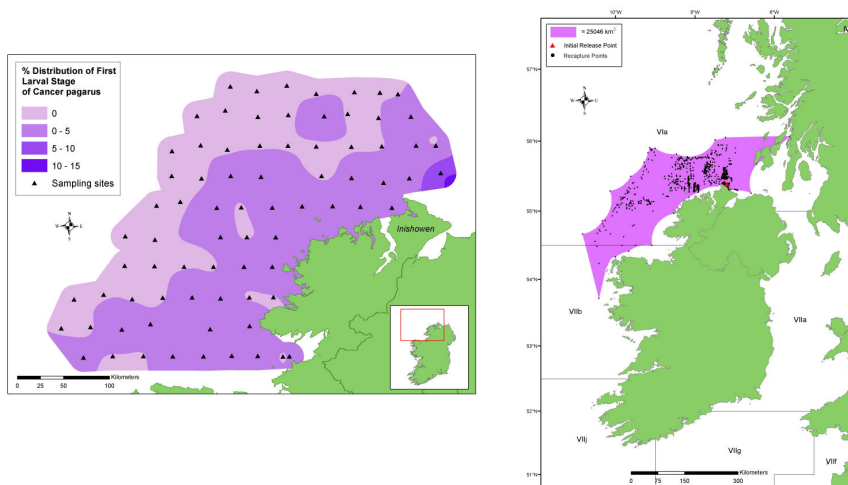 % Distribution of First
Larval Stage
of Cancer pagarus
0
0 - 5
5 - 10
10 - 15
Sampling sites
N
W E
S
Inishowen
0 25 50 100
Kilometers
10°W 8°W 6°W
= 25046 km²
Initial Release Point
Recapture Points
57°N
N
W E
S
56°N
VIa
55°N
54°N
VIIb
VIIa
53°N
52°N
VIIj
VIIg
VIIf
51°N
0 75 150 300
Kilometers